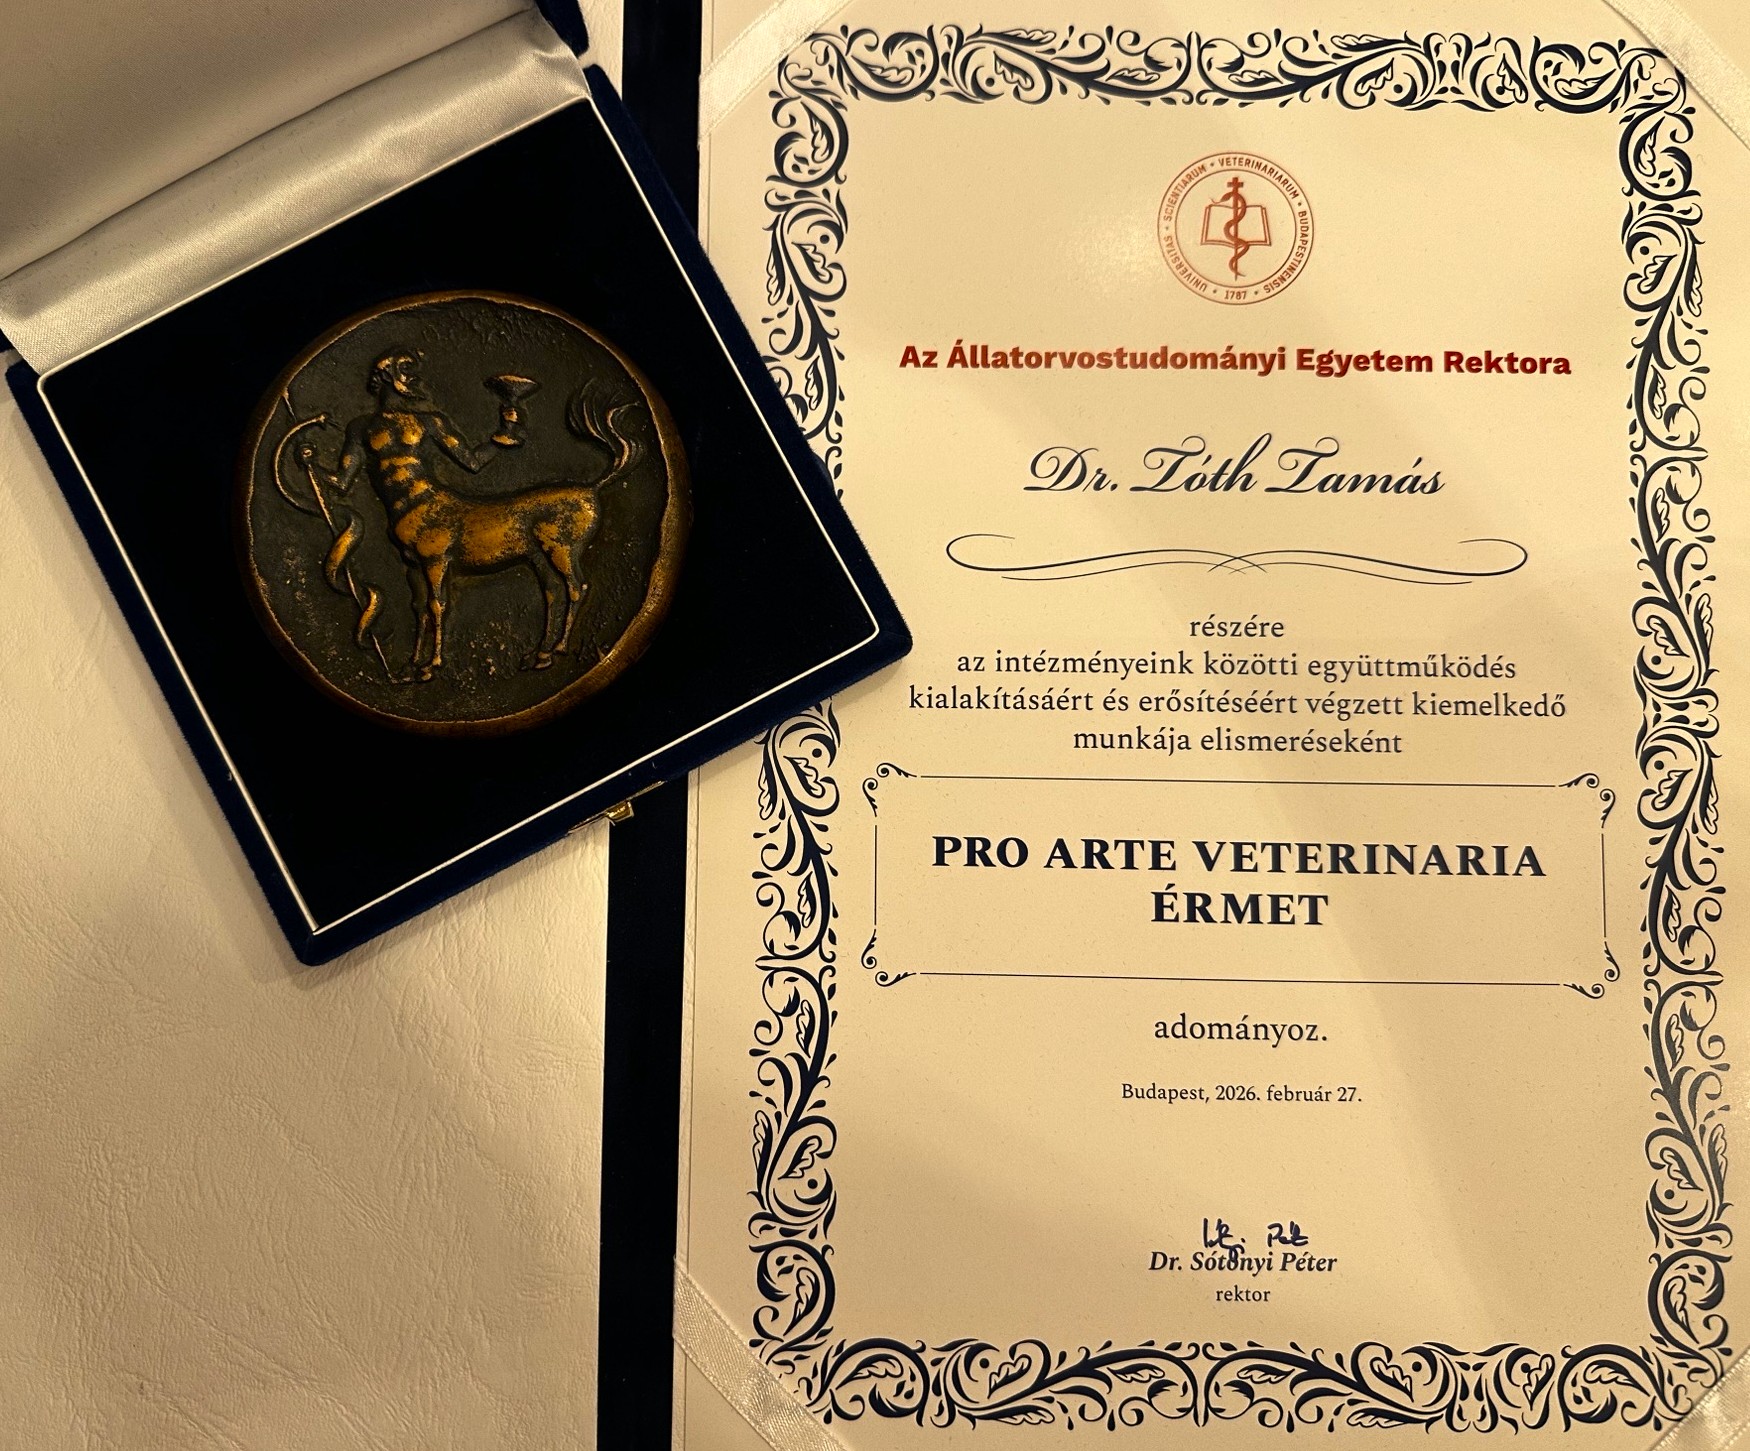 UNIVERSITAS • SCIENTIARUM • VETERINARIARUM • BUDAPESTINENSIS • 1787 •
Az Állatorvostudományi Egyetem Rektora
Dr. Tóth Tamás
részére
az intézményeink közötti együttműködés
kialakításáért és erősítéséért végzett kiemelkedő
munkája elismeréseként
PRO ARTE VETERINARIA
ÉRMET
adományoz.
Budapest, 2026. február 27.
Dr. Sótonyi Péter
rektor